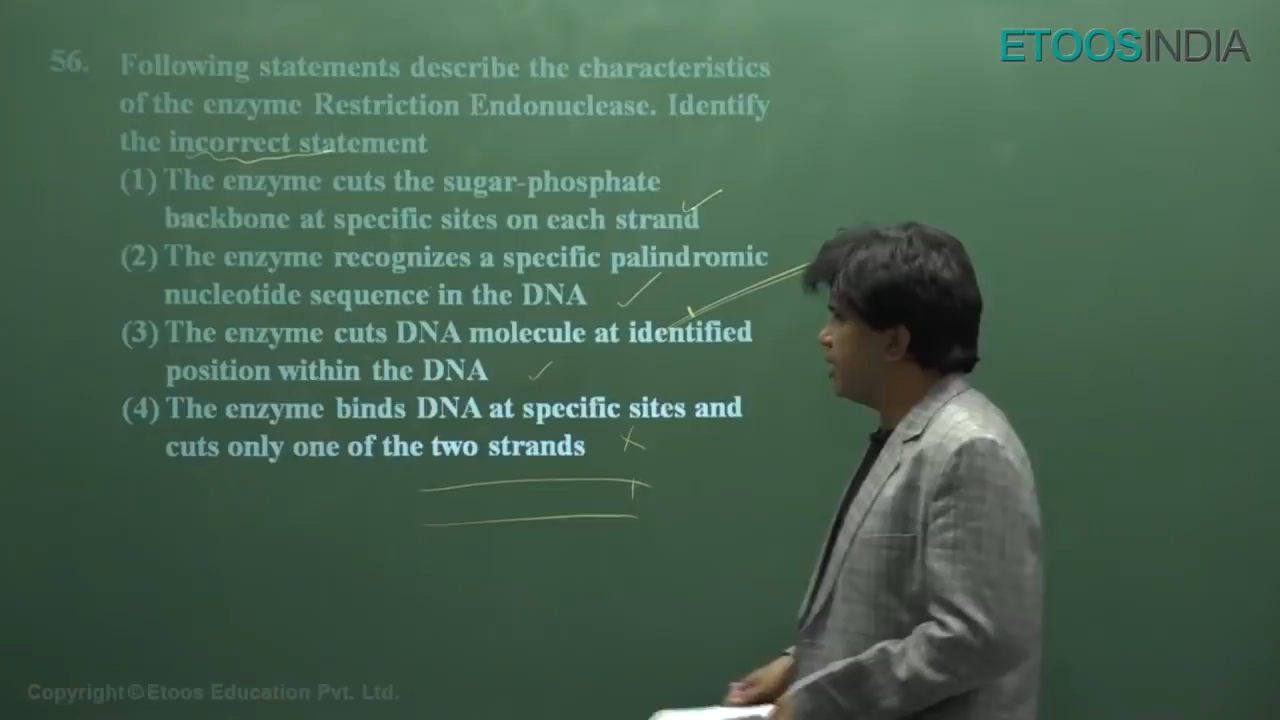 ETOOSINDIA
56. Following statements describe the characteristics
of the enzyme Restriction Endonuclease. Identify
the incorrect statement
(1) The enzyme cuts the sugar-phosphate
backbone at specific sites on each strand
(2) The enzyme recognizes a specific palindromic
nucleotide sequence in the DNA
(3) The enzyme cuts DNA molecule at identified
position within the DNA
(4) The enzyme binds DNA at specific sites and
cuts only one of the two strands
Copyright©Etoos Education Pvt. Ltd.